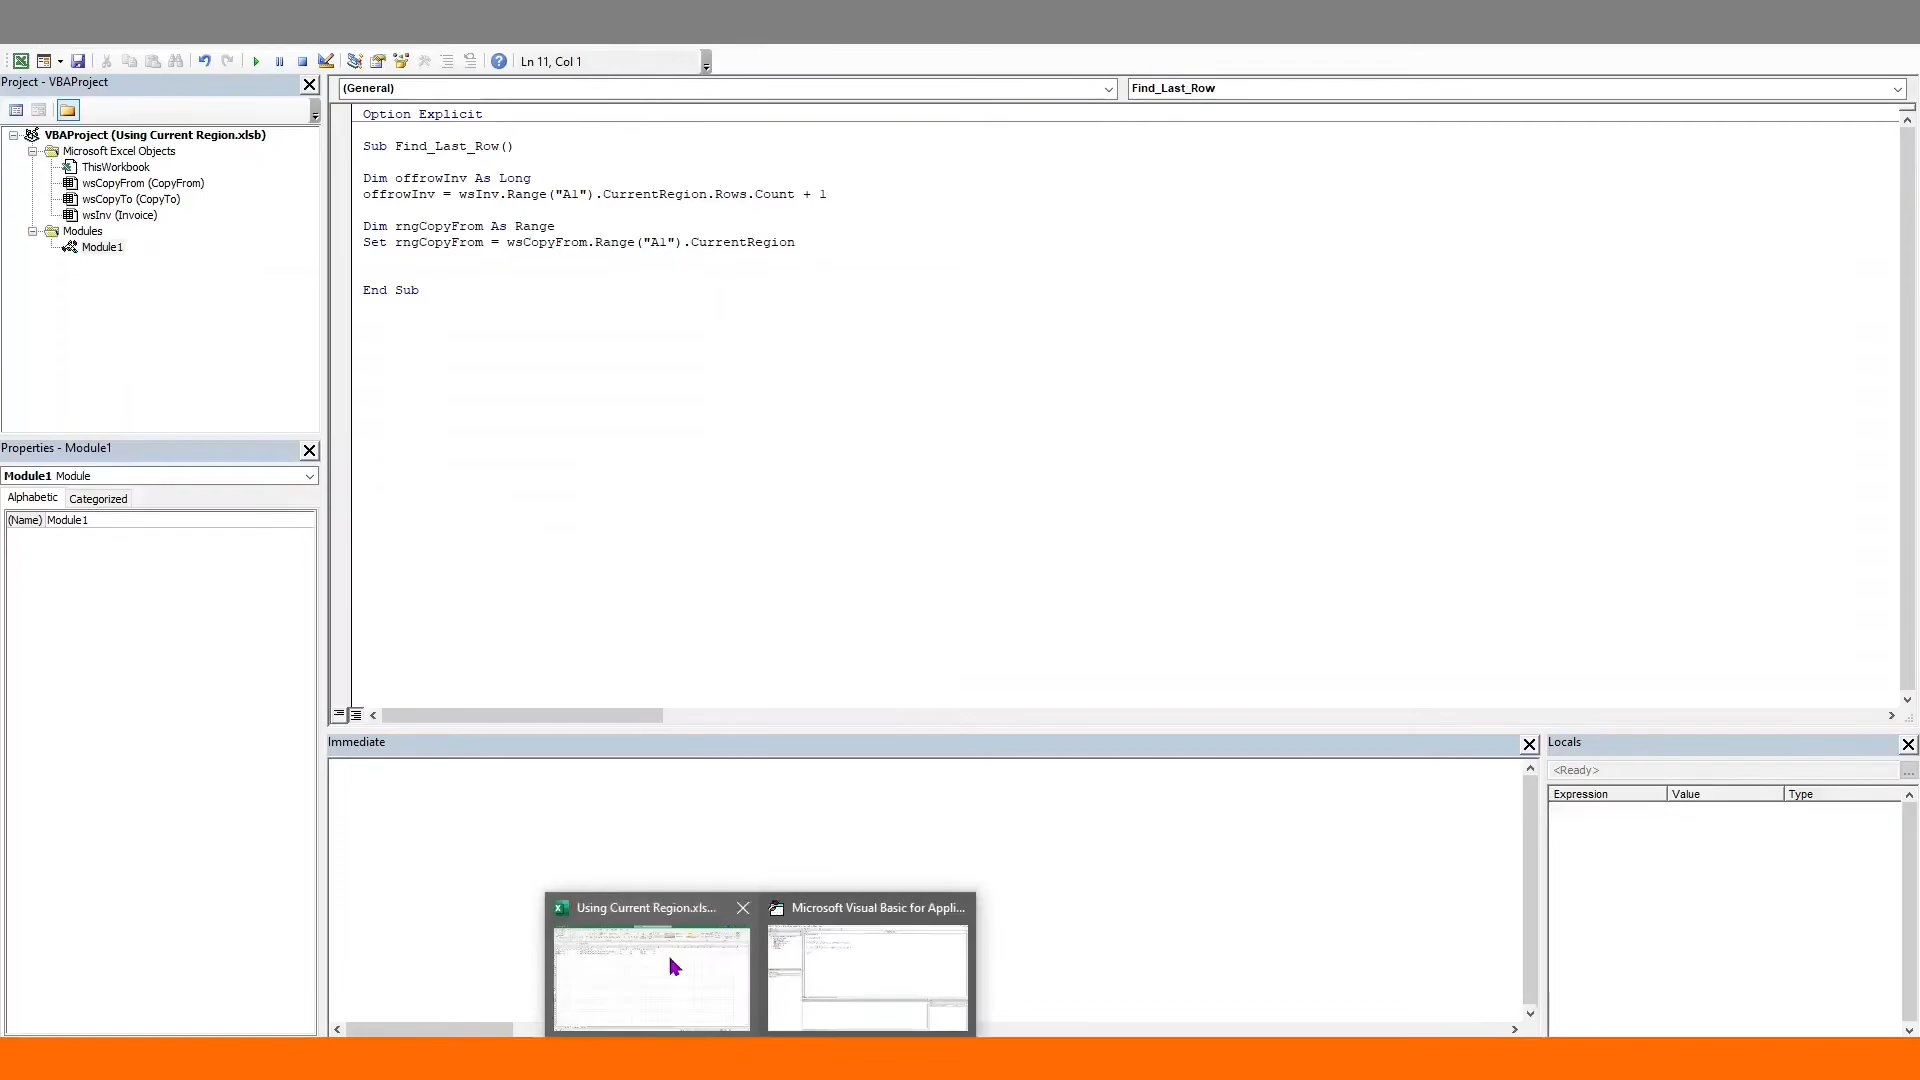 Ln 11, Col 1
Project - VBAProject
(General)
Find_Last_Row
VBAProject (Using Current Region.xlsb)
Microsoft Excel Objects
ThisWorkbook
wsCopyFrom (CopyFrom)
wsCopyTo (CopyTo)
wsInv (Invoice)
Modules
Module1
Option Explicit
Sub Find_Last_Row()
Dim offrowInv As Long
offrowInv = wsInv.Range("A1").CurrentRegion.Rows.Count + 1
Dim rngCopyFrom As Range
Set rngCopyFrom = wsCopyFrom.Range("A1").CurrentRegion
End Sub
Properties - Module1
Module1 Module
Alphabetic
Categorized
(Name) Module1
Immediate
Locals
<Ready>
Expression
Value
Type
Using Current Region.xls...
Microsoft Visual Basic for Appli...